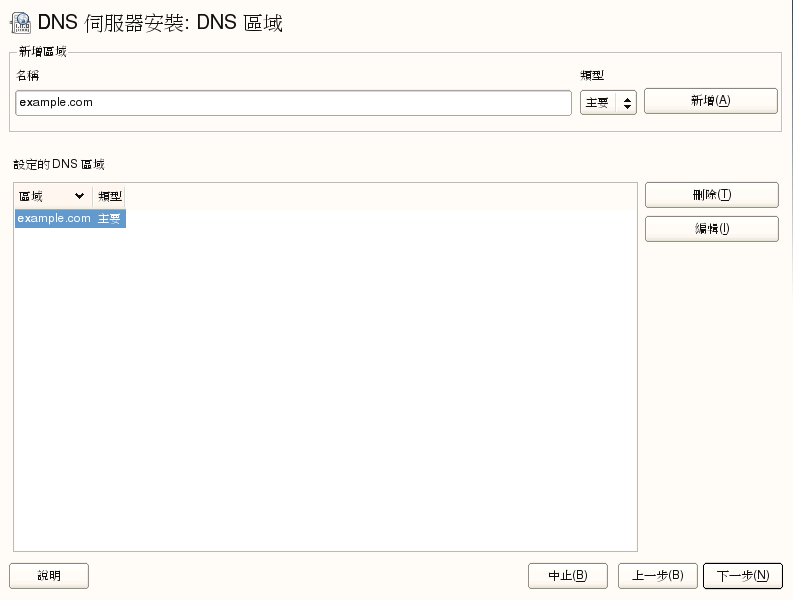 DNS 伺服器安裝: DNS 區域
新增區域
名稱
類型
example.com
主要
新增(A)
設定的 DNS 區域
區域
類型
刪除(T)
example.com 主要
編輯(I)
說明
中止(B)
上一步(B)
下一步(N)